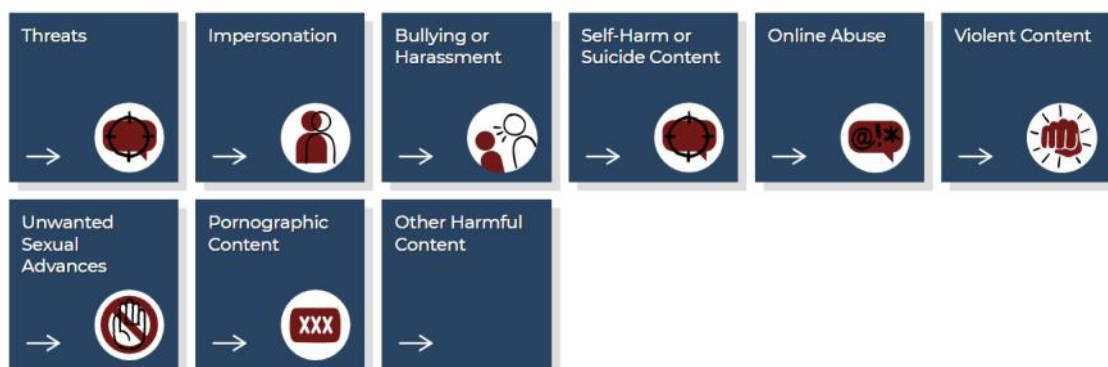 Threats
Impersonation
Bullying or
Harassment
Self-Harm or
Suicide Content
Online Abuse
@!*
Violent Content
Unwanted
Sexual
Advances
Pornographic
Content
XXX
Other Harmful
Content